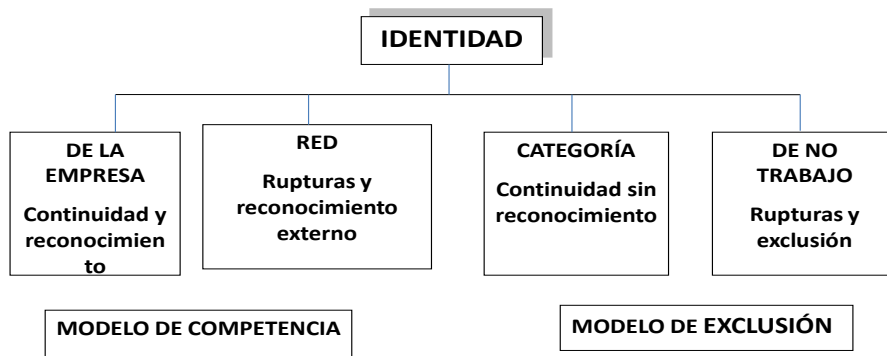 IDENTIDAD
DE LA
EMPRESA
Continuidad y
reconocimien
to
RED
Rupturas y
reconocimiento
externo
CATEGORÍA
Continuidad sin
reconocimiento
DE NO
TRABAJO
Rupturas y
exclusión
MODELO DE COMPETENCIA
MODELO DE EXCLUSIÓN